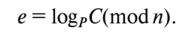 e = log_P C(mod n).